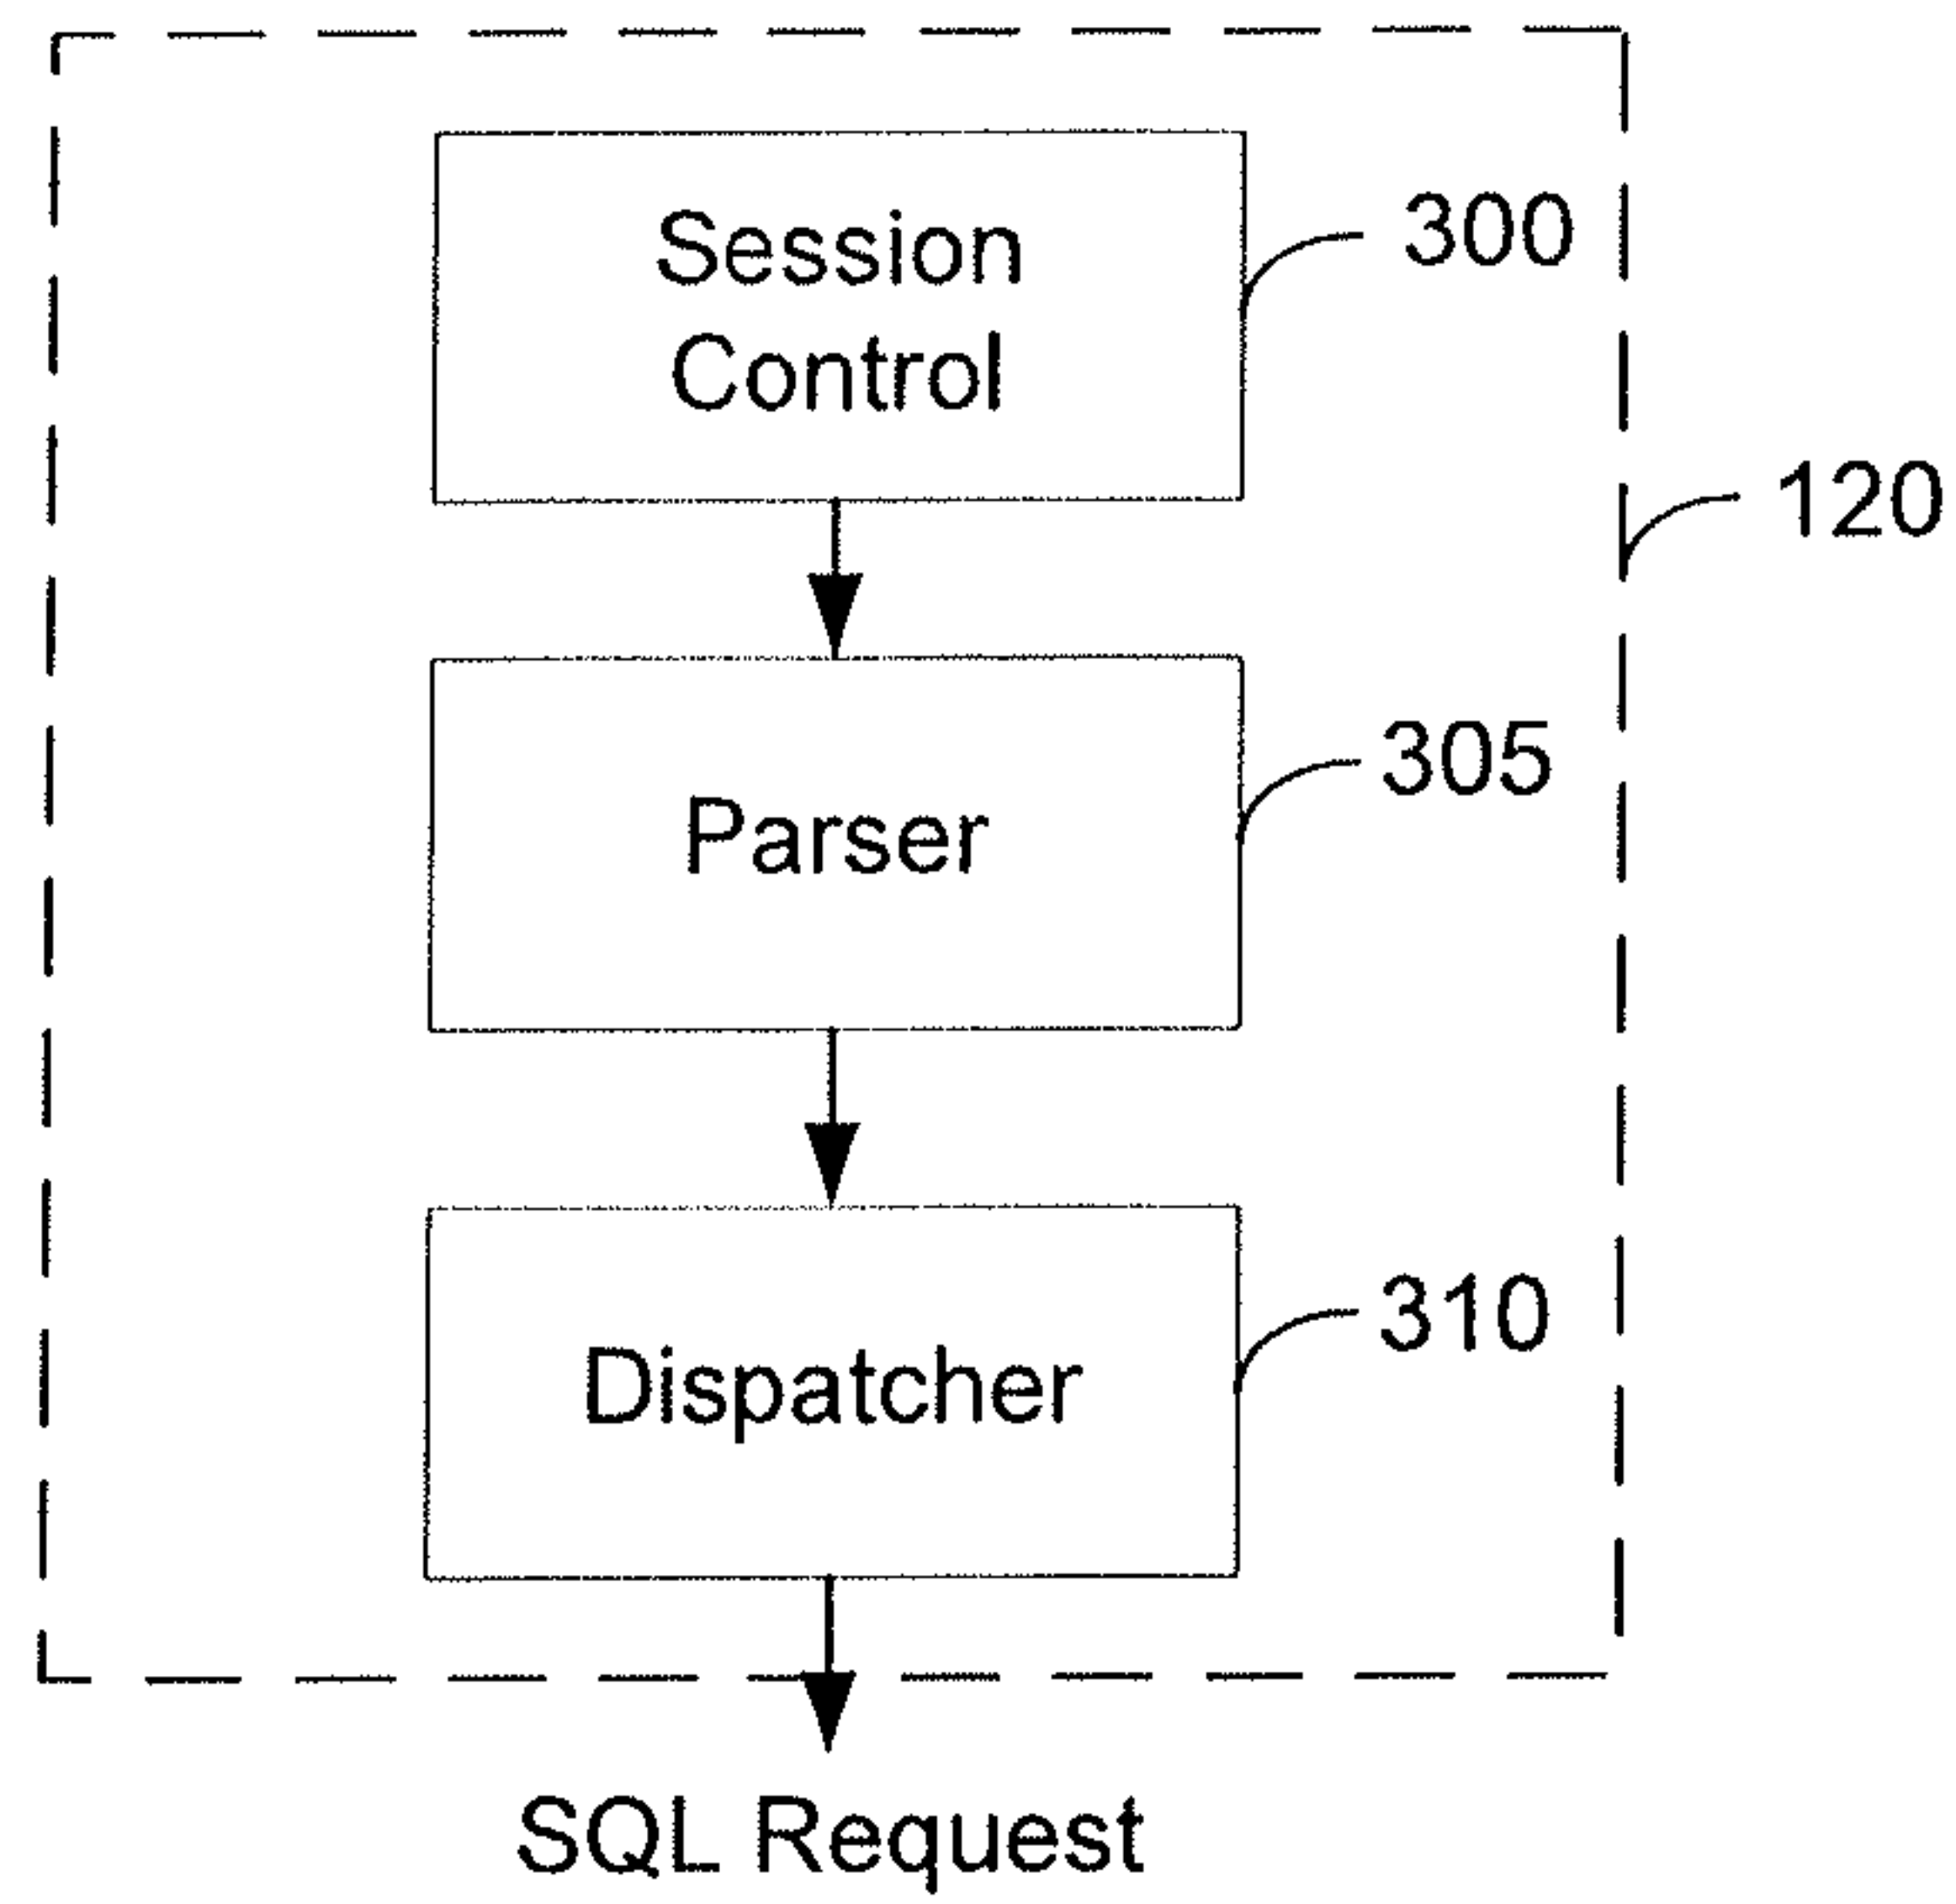 Session
Control
300
120
Parser
305
Dispatcher
310
SQL Request